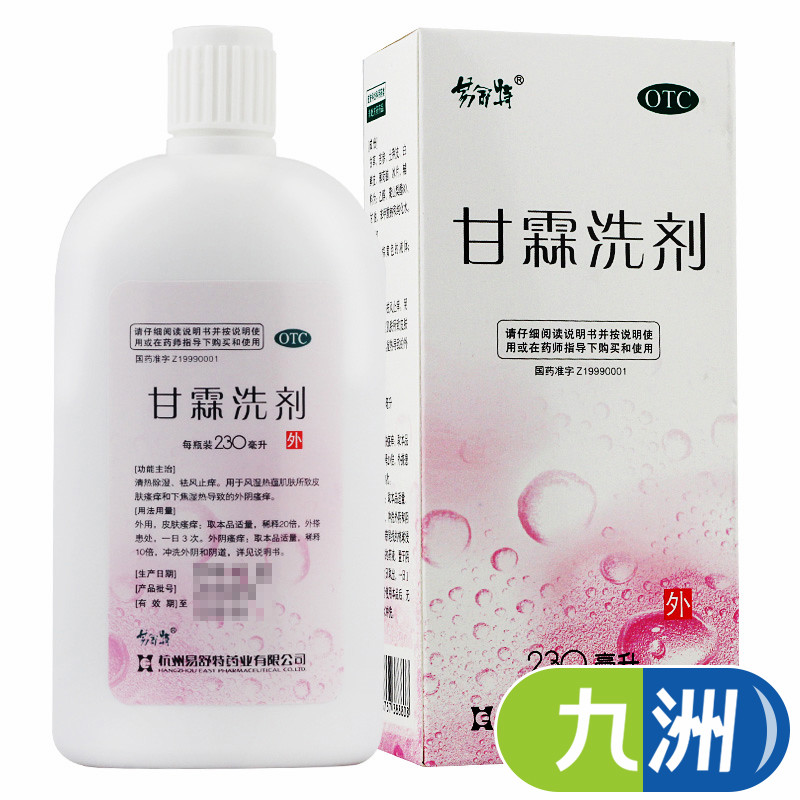 请仔细阅读说明书并按说明使
用或在药师指导下购买和使用
OTC
国药准字Z19990001
甘霖洗剂
每瓶装230毫升
外
[功能主治]
清热除湿、祛风止痒。用于风湿热蕴肌肤所致皮
肤瘙痒和下焦湿热导致的外阴瘙痒。
[用法用量]
外用,皮肤瘙痒:取本品适量,稀释20倍,外搽
患处,一日3次。外阴瘙痒:取本品适量,稀释
10倍,冲洗外阴和阴道,详见说明书。
[生产日期]
[产品批号]
[有 效 期]至
易舒特®
杭州易舒特药业有限公司
HANGZHOU EAST PHARMACEUTICAL CO.LTD
易舒特®
OTC
甘霖洗剂
请仔细阅读说明书并按说明使
用或在药师指导下购买和使用
国药准字Z19990001
外
230毫升
九洲